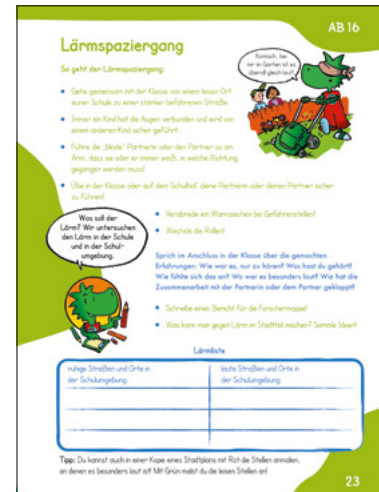 AB 16
Lärmspaziergang
So geht der Lärmspaziergang:
Komisch, bei
mir im Garten ist es
überall gleich laut!
• Gehe gemeinsam mit der Klasse von einem leisen Ort
eurer Schule zu einer stärker befahrenen Straße.
• Immer ein Kind hat die Augen verbunden und wird von
einem anderen Kind sicher geführt.
• Führe die „blinde“ Partnerin oder den Partner so am
Arm, dass sie oder er immer weiß, in welche Richtung
gegangen werden muss!
• Übe in der Klasse oder auf dem Schulhof, deine Partnerin oder deinen Partner sicher
zu führen!
Was soll der
Lärm? Wir untersuchen
den Lärm in der Schule
und in der Schul-
umgebung.
• Verabrede ein Warnzeichen bei Gefahrenstellen!
• Wechsle die Rollen!
Sprich im Anschluss in der Klasse über die gemachten
Erfahrungen: Wie war es, nur zu hören? Was hast du gehört?
Wie fühlte sich das an? Wo war es besonders laut? Wie hat die
Zusammenarbeit mit der Partnerin oder dem Partner geklappt?
• Schreibe einen Bericht für die Forschermappe!
• Was kann man gegen Lärm im Stadtteil machen? Sammle Ideen!
Lärmliste
ruhige Straßen und Orte in
der Schulumgebung:
laute Straßen und Orte in
der Schulumgebung:
Tipp: Du kannst auch in einer Kopie eines Stadtplans mit Rot die Stellen anmalen,
an denen es besonders laut ist! Mit Grün malst du die leisen Stellen an!
23